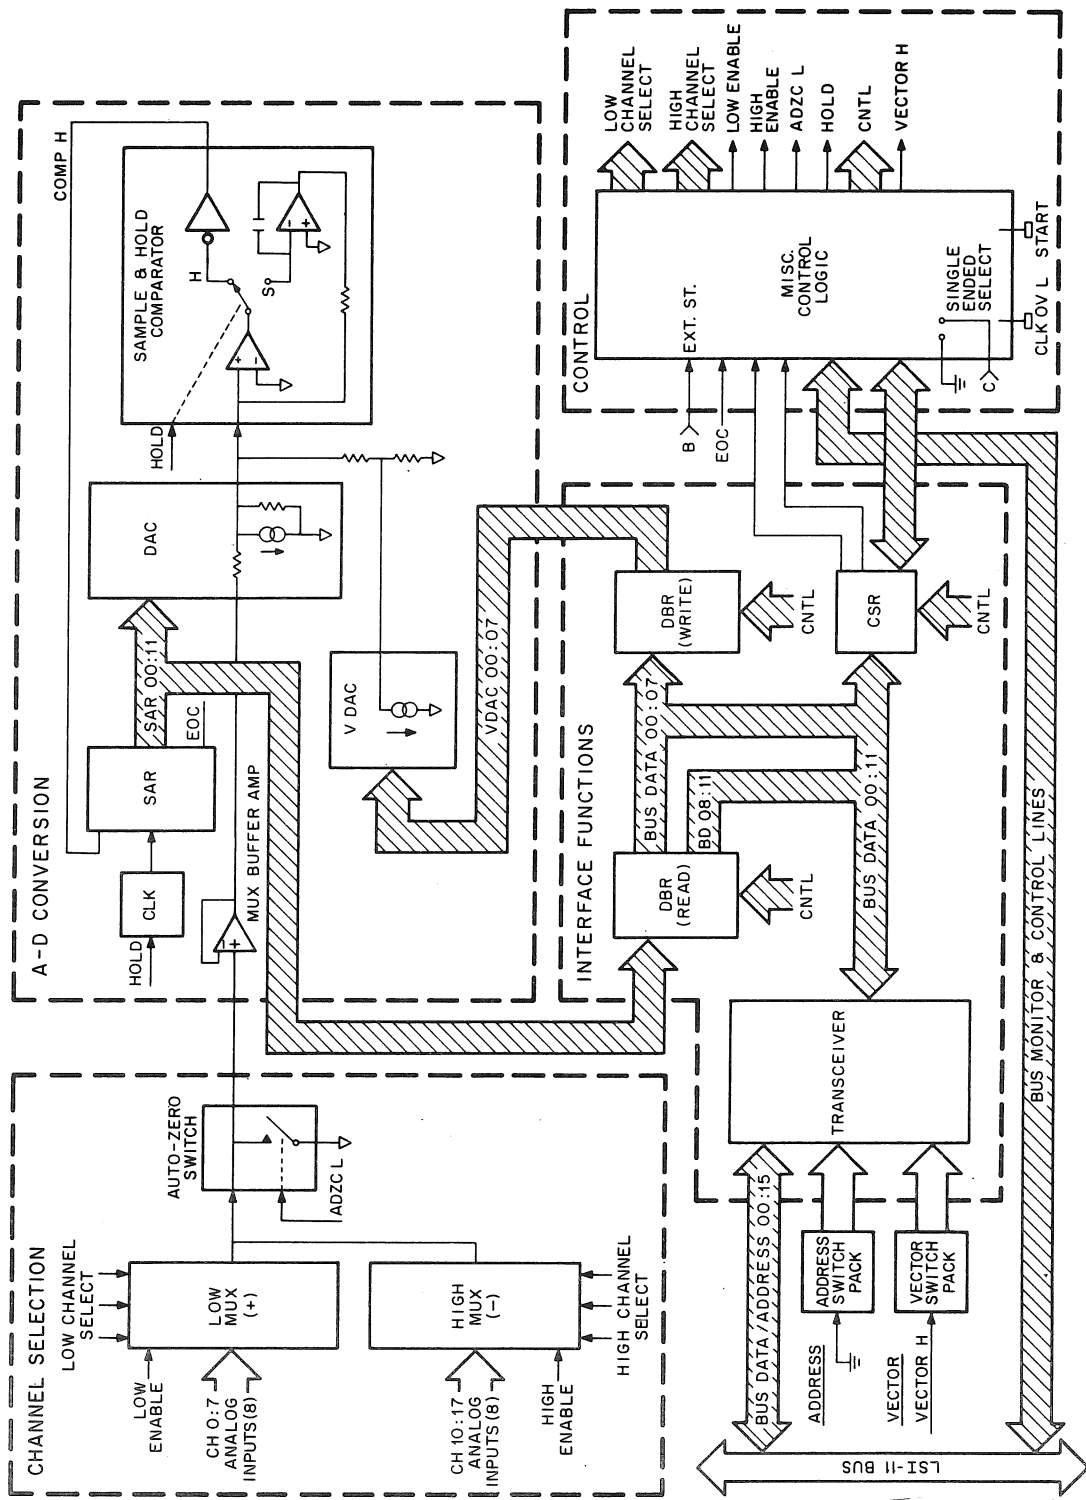 CHANNEL SELECTION
LOW CHANNEL
SELECT
LOW
ENABLE
CH 0:7
ANALOG
INPUTS (8)
LOW
MUX
(+)
CH 10:17
ANALOG
INPUTS (8)
HIGH
MUX
(-)
HIGH
ENABLE
HIGH CHANNEL
SELECT
AUTO-ZERO
SWITCH
ADZC L
A-D CONVERSION
HOLD
CLK
SAR
EOC
MUX BUFFER AMP
-
+
SAR 00:11
DAC
V DAC
VDAC 00:07
COMP H
SAMPLE & HOLD
COMPARATOR
HOLD
H
S
+
-
-
+
INTERFACE FUNCTIONS
DBR
(READ)
CNTL
BUS DATA 00:07
BD 08:11
BUS DATA 00:11
DBR
(WRITE)
CNTL
CSR
CNTL
TRANSCEIVER
BUS DATA/ADDRESS 00:15
ADDRESS
ADDRESS
SWITCH
PACK
VECTOR
VECTOR H
VECTOR
SWITCH
PACK
LSI-11 BUS
BUS MONITOR & CONTROL LINES
CONTROL
B
EXT. ST.
EOC
MISC.
CONTROL
LOGIC
SINGLE
ENDED
SELECT
C
CLK OV L
START
LOW
CHANNEL
SELECT
HIGH
CHANNEL
SELECT
LOW ENABLE
HIGH
ENABLE
ADZC L
HOLD
CNTL
VECTOR H